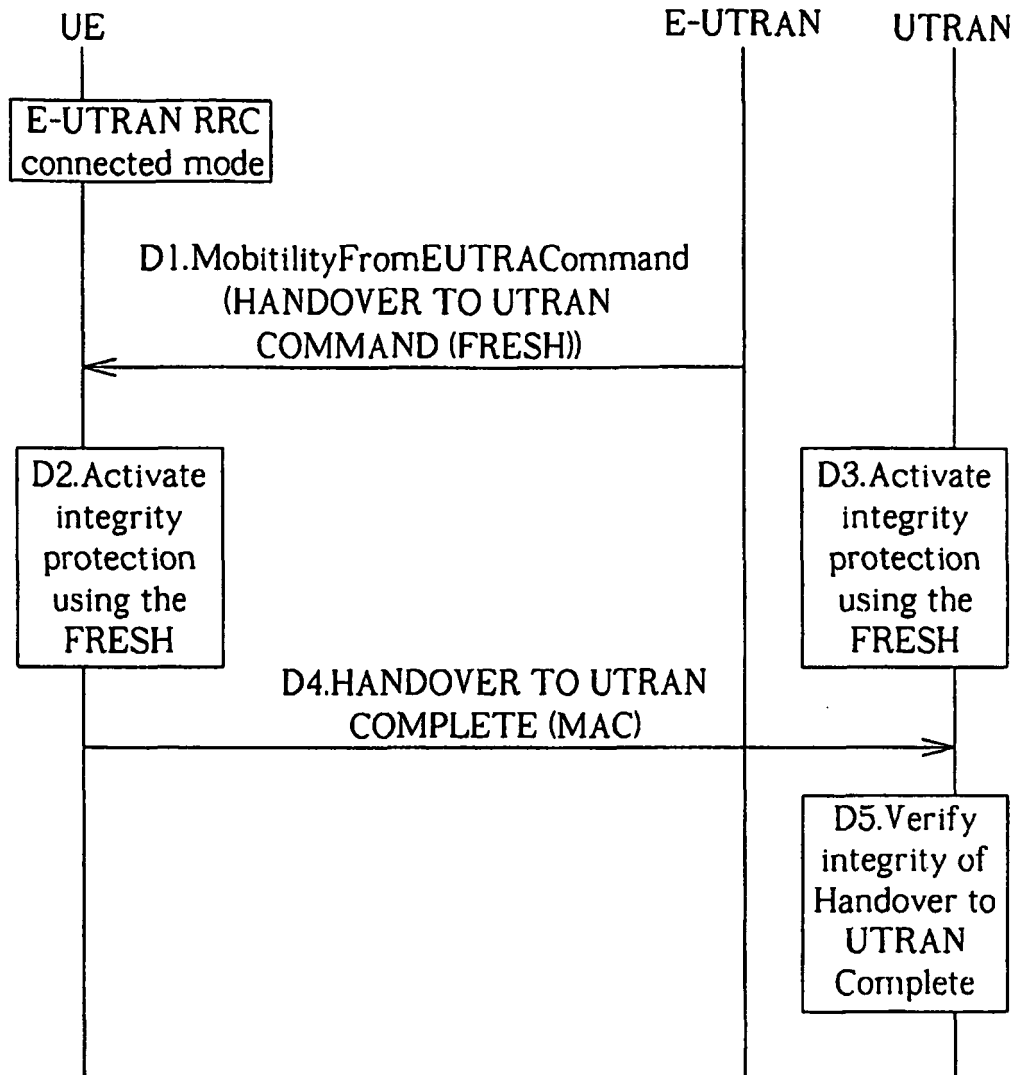 UE
E-UTRAN
UTRAN
E-UTRAN RRC
connected mode
D1.MobitilityFromEUTRACommand
(HANDOVER TO UTRAN
COMMAND (FRESH))
D2.Activate
integrity
protection
using the
FRESH
D3.Activate
integrity
protection
using the
FRESH
D4.HANDOVER TO UTRAN
COMPLETE (MAC)
D5.Verify
integrity of
Handover to
UTRAN
Complete